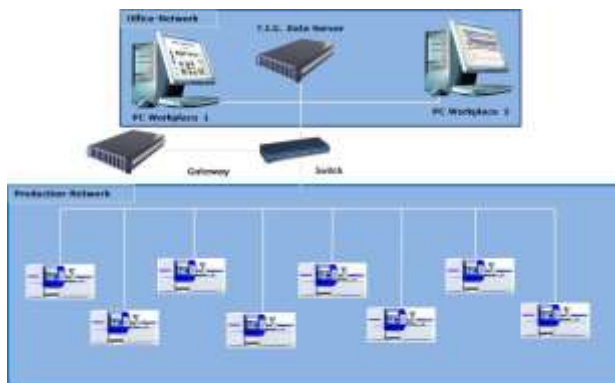 Office-Network
T.I.G. Data Server
PC Workplace 1
PC Workplace 2
Gateway
Switch
Production-Network